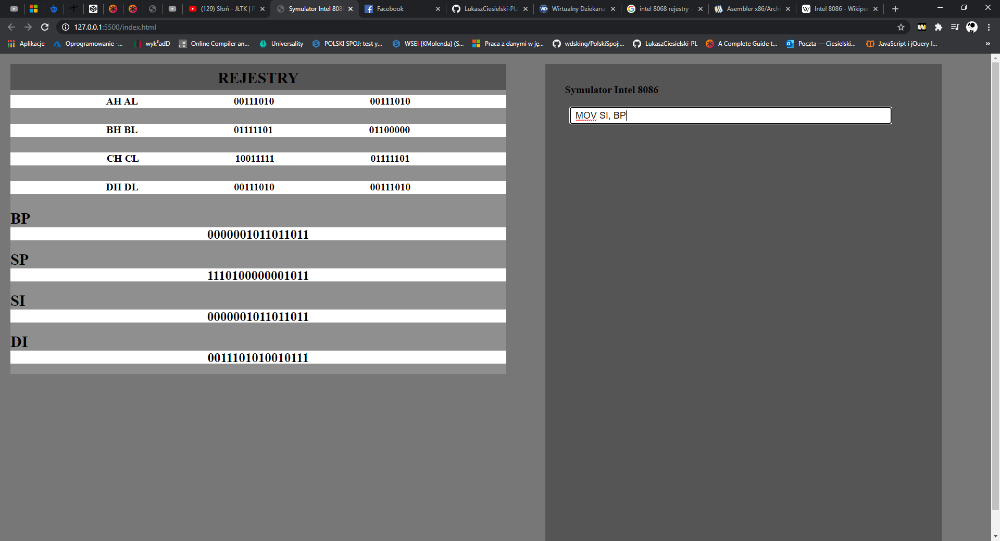 (129) Słoń - JŁTK | P
Symulator Intel 808
Facebook
LukaszCiesielski-PL/
Wirtualny Dziekana
intel 8068 rejestry -
Asembler x86/Archi
Intel 8086 - Wikiped
127.0.0.1:5500/index.html
Aplikacje
Oprogramowanie -...
wyk³adD
Online Compiler an...
Universality
POLSKI SPOJ: test y...
WSEI (KMolenda) (S...
Praca z danymi w ję...
wdsking/PolskiSpoj:...
LukaszCiesielski-PL
A Complete Guide t...
Poczta — Ciesielski...
JavaScript i jQuery I...
»
REJESTRY
AH AL 00111010 00111010
BH BL 01111101 01100000
CH CL 10011111 01111101
DH DL 00111010 00111010
BP
0000001011011011
SP
1110100000001011
SI
0000001011011011
DI
0011101010010111
Symulator Intel 8086
MOV SI, BP